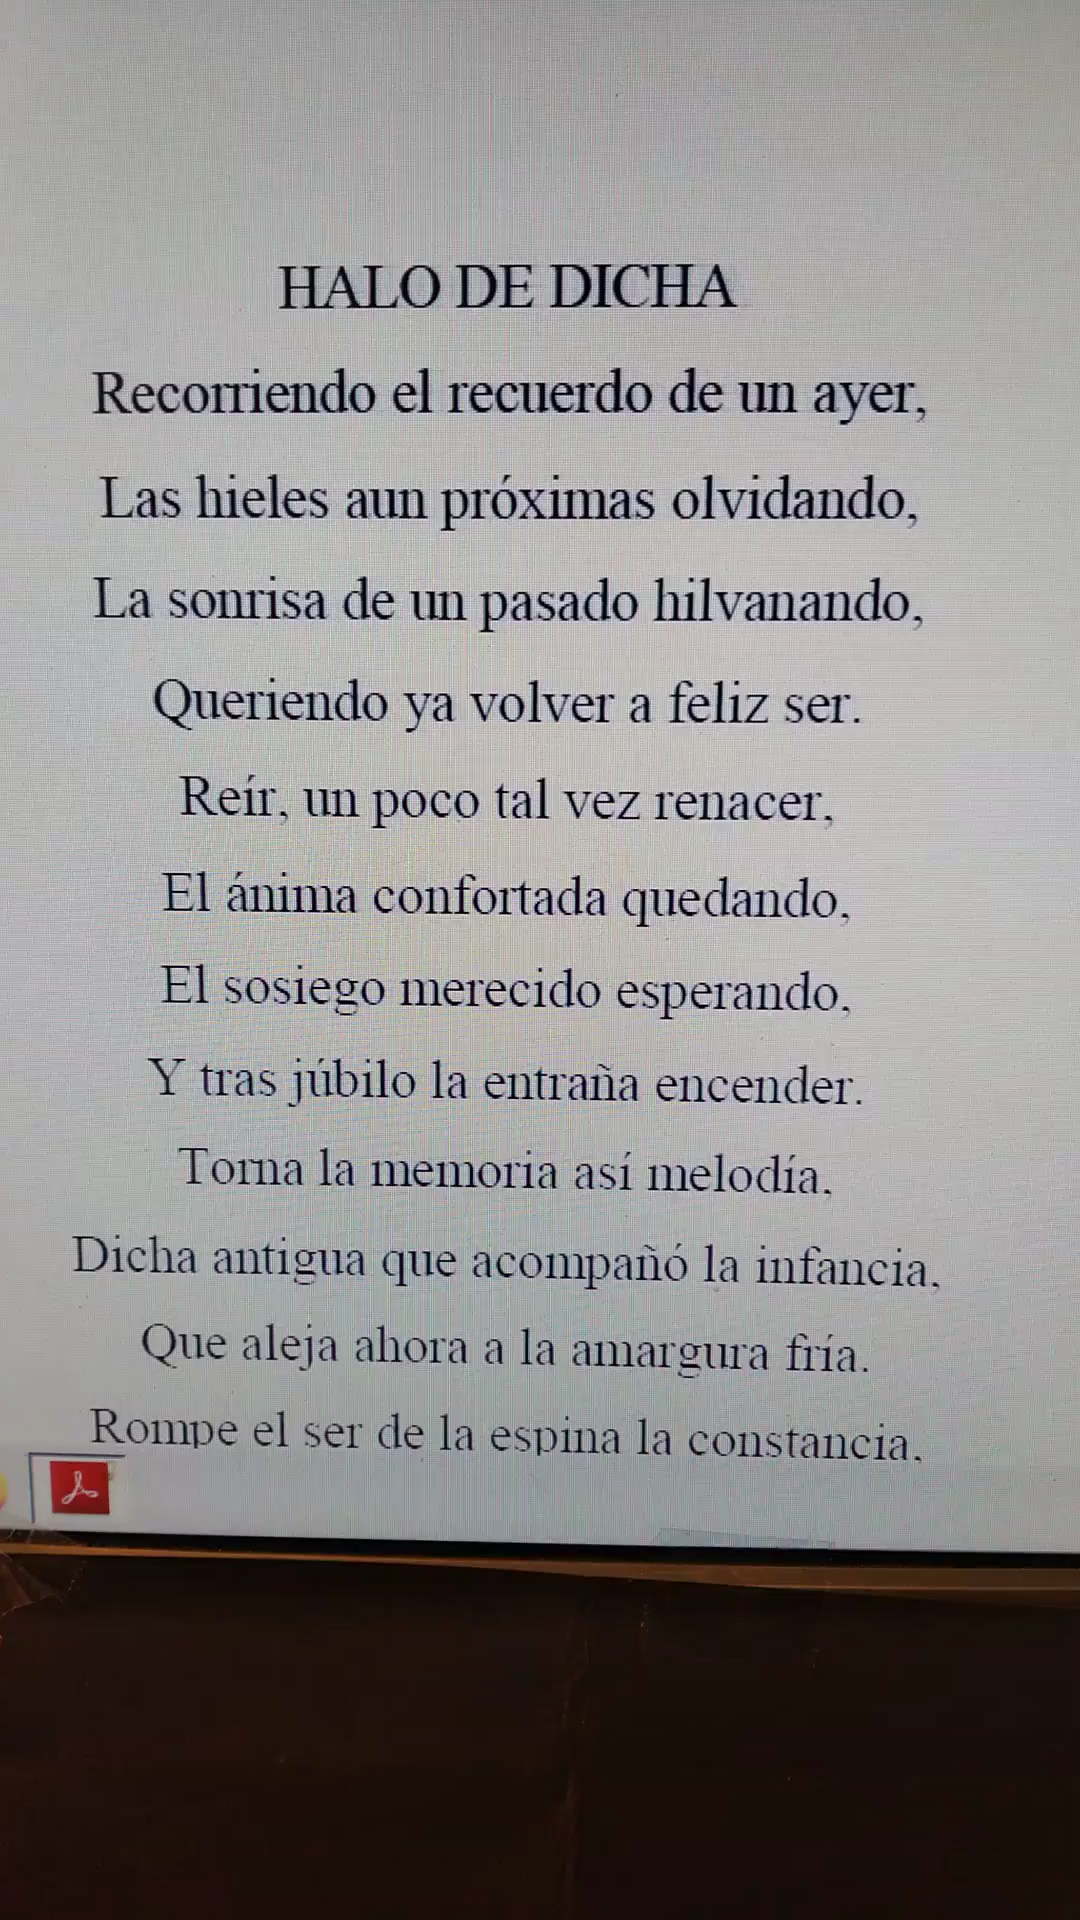 HALO DE DICHA
Recorriendo el recuerdo de un ayer,
Las hieles aun próximas olvidando,
La sonrisa de un pasado hilvanando,
Queriendo ya volver a feliz ser.
Reír, un poco tal vez renacer,
El ánima confortada quedando,
El sosiego merecido esperando,
Y tras júbilo la entraña encender.
Torna la memoria así melodía,
Dicha antigua que acompañó la infancia,
Que aleja ahora a la amargura fría.
Rompe el ser de la espina la constancia,